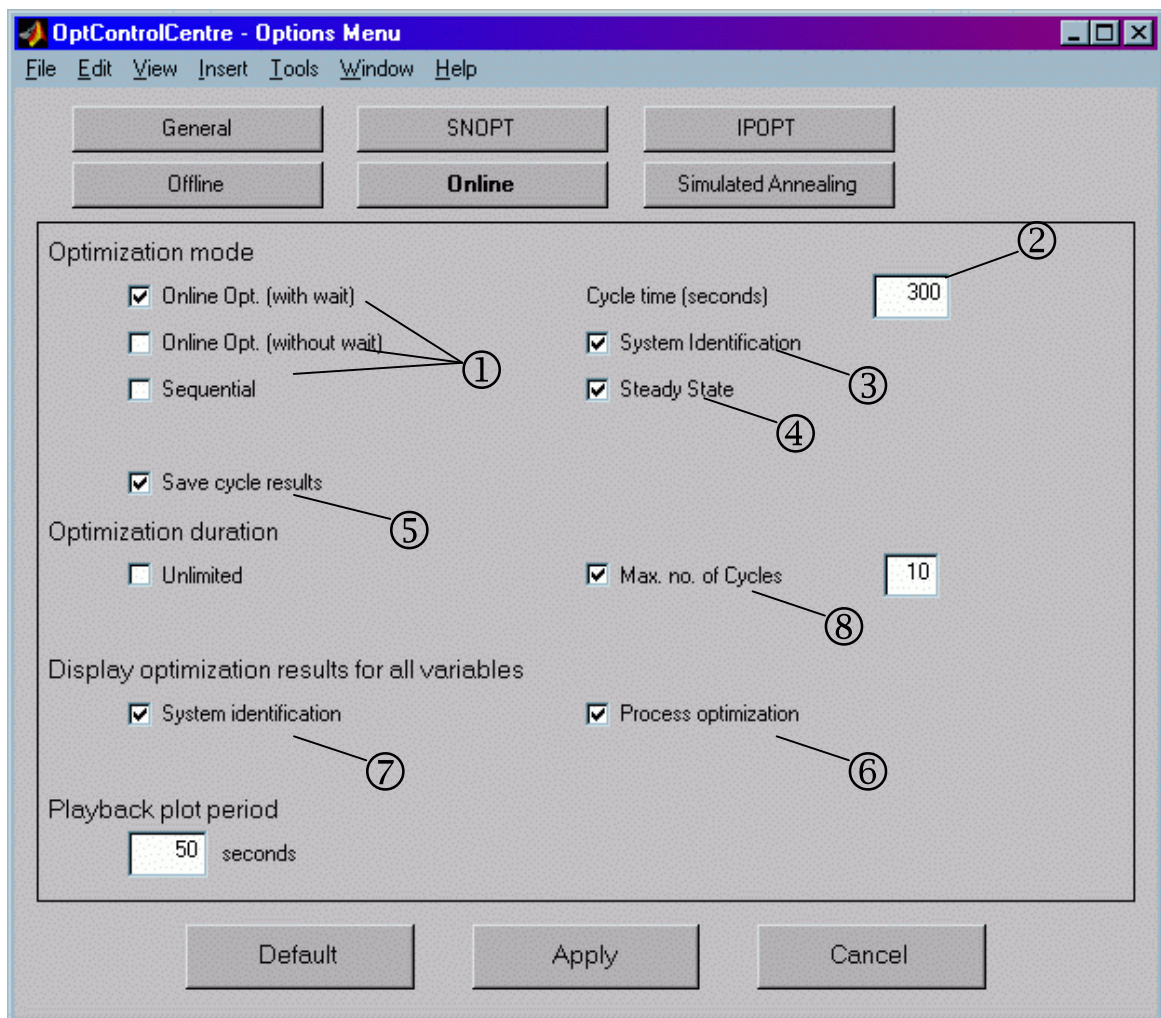 OptControlCentre - Options Menu
File Edit View Insert Tools Window Help
General SNOPT IPOPT
Offline Online Simulated Annealing
Optimization mode
②
Online Opt. (with wait) Cycle time (seconds) 300
Online Opt. (without wait) System Identification
①
③
Sequential Steady State
④
Save cycle results
⑤
Optimization duration
Unlimited Max. no. of Cycles 10
⑧
Display optimization results for all variables
System identification Process optimization
⑦ ⑥
Playback plot period
50 seconds
Default Apply Cancel